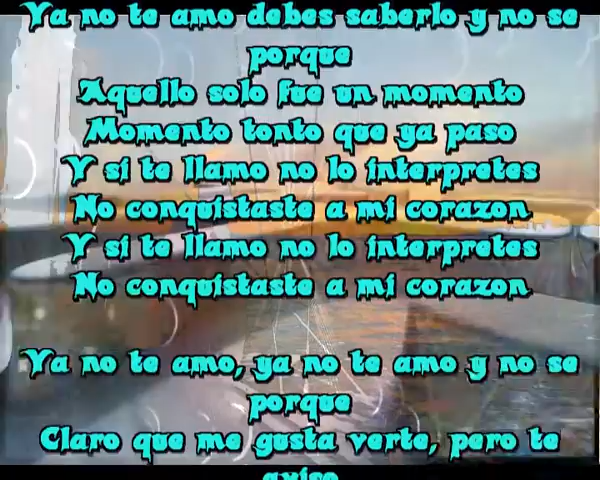 Ya no te amo debes saberlo y no se
porque
Aquello solo fue un momento
Momento tonto que ya paso
Y si te llamo no lo interpretes
No conquistaste a mi corazon
Y si te llamo no lo interpretes
No conquistaste a mi corazon
Ya no te amo, ya no te amo y no se
porque
Claro que me gusta verte, pero te
aviso